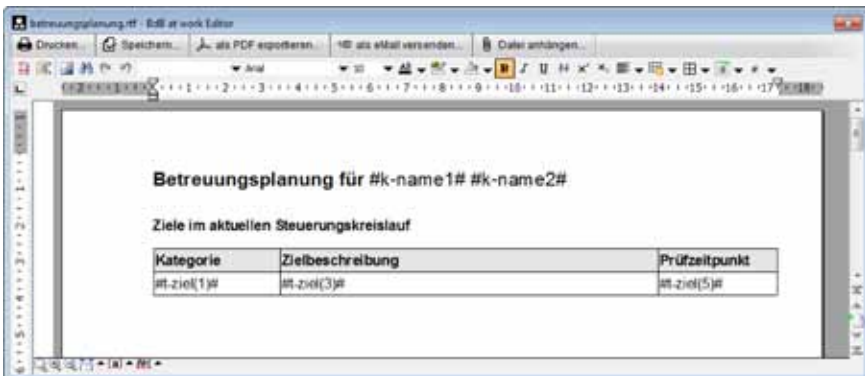 betreuungsplanung.rtf - EdB at work Editor
Drucken... Speichern... als PDF exportieren... als eMail versenden... Datei anhängen...
Arial 10
Betreuungsplanung für #k-name1# #k-name2#
Ziele im aktuellen Steuerungskreislauf
Kategorie Zielbeschreibung Prüfzeitpunkt
#t-ziel(1)# #t-ziel(3)# #t-ziel(5)#